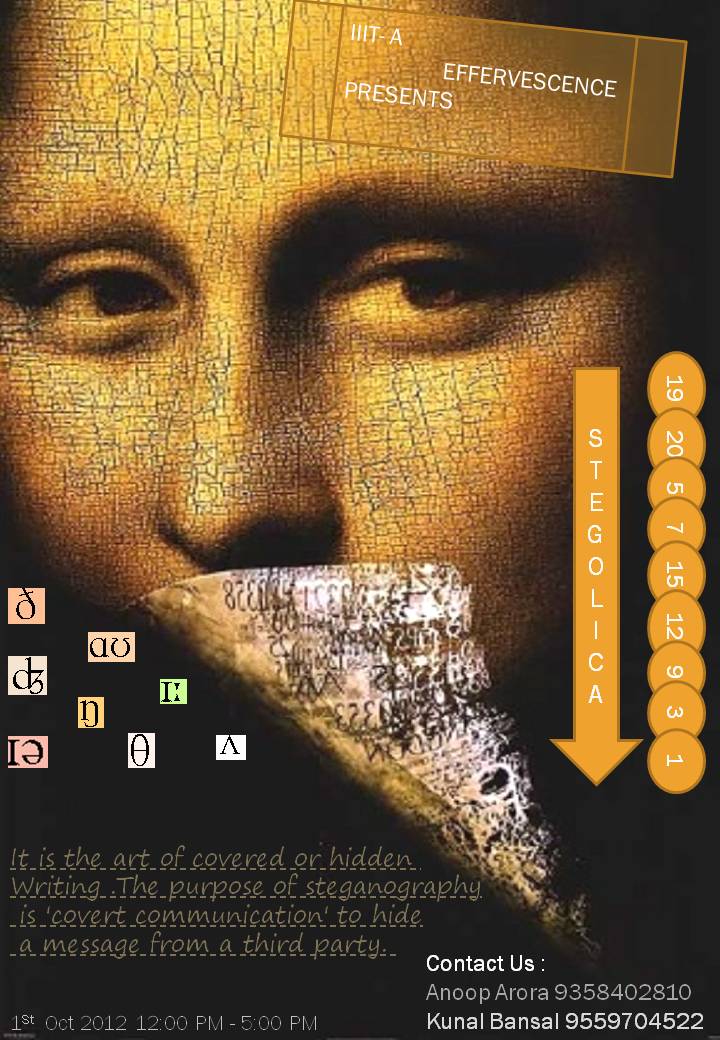 IIIT- A
EFFERVESCENCE
PRESENTS
S
T
E
G
O
L
I
C
A
19
20
5
7
15
12
9
3
1
ð
aʊ
ʤ
ɪː
ŋ
ɪə
θ
ʌ
It is the art of covered or hidden
Writing .The purpose of steganography
is 'covert communication' to hide
a message from a third party.
Contact Us :
Anoop Arora 9358402810
Kunal Bansal 9559704522
1St Oct 2012 12:00 PM - 5:00 PM